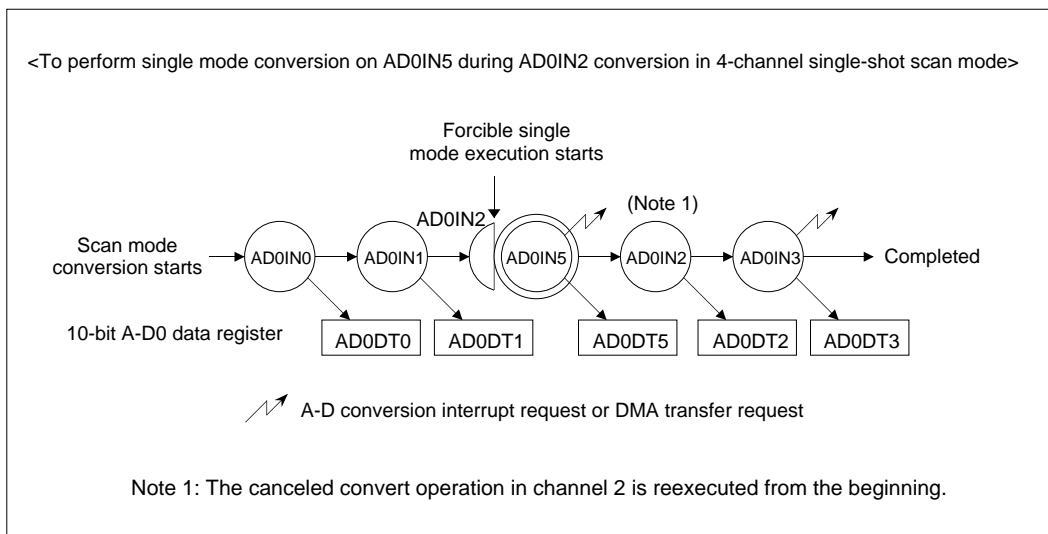 <To perform single mode conversion on AD0IN5 during AD0IN2 conversion in 4-channel single-shot scan mode>
Forcible single
mode execution starts
AD0IN2
(Note 1)
Scan mode
conversion starts
AD0IN0
AD0IN1
AD0IN5
AD0IN2
AD0IN3
Completed
10-bit A-D0 data register
AD0DT0
AD0DT1
AD0DT5
AD0DT2
AD0DT3
A-D conversion interrupt request or DMA transfer request
Note 1: The canceled convert operation in channel 2 is reexecuted from the beginning.